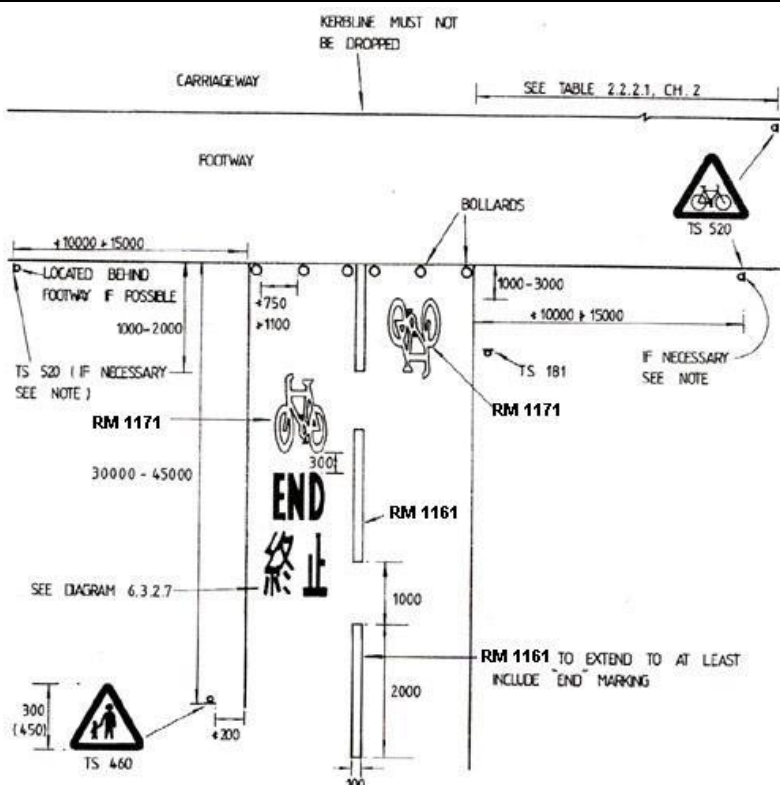 KERBLINE MUST NOT
BE DROPPED
CARRIAGEWAY
SEE TABLE 2.2.2.1, CH. 2
FOOTWAY
BOLLARDS
TS 520
≮10000 ≯15000
LOCATED BEHIND
FOOTWAY IF POSSIBLE
1000-2000
≮750
≯1100
1000-3000
≮10000 ≯15000
TS 520 (IF NECESSARY
SEE NOTE)
TS 181
IF NECESSARY
SEE NOTE
RM 1171
RM 1171
300
30000 - 45000
END
RM 1161
終止
SEE DIAGRAM 6.3.2.7
1000
RM 1161 TO EXTEND TO AT LEAST
INCLUDE "END" MARKING
2000
300
(450)
≮200
TS 460
100